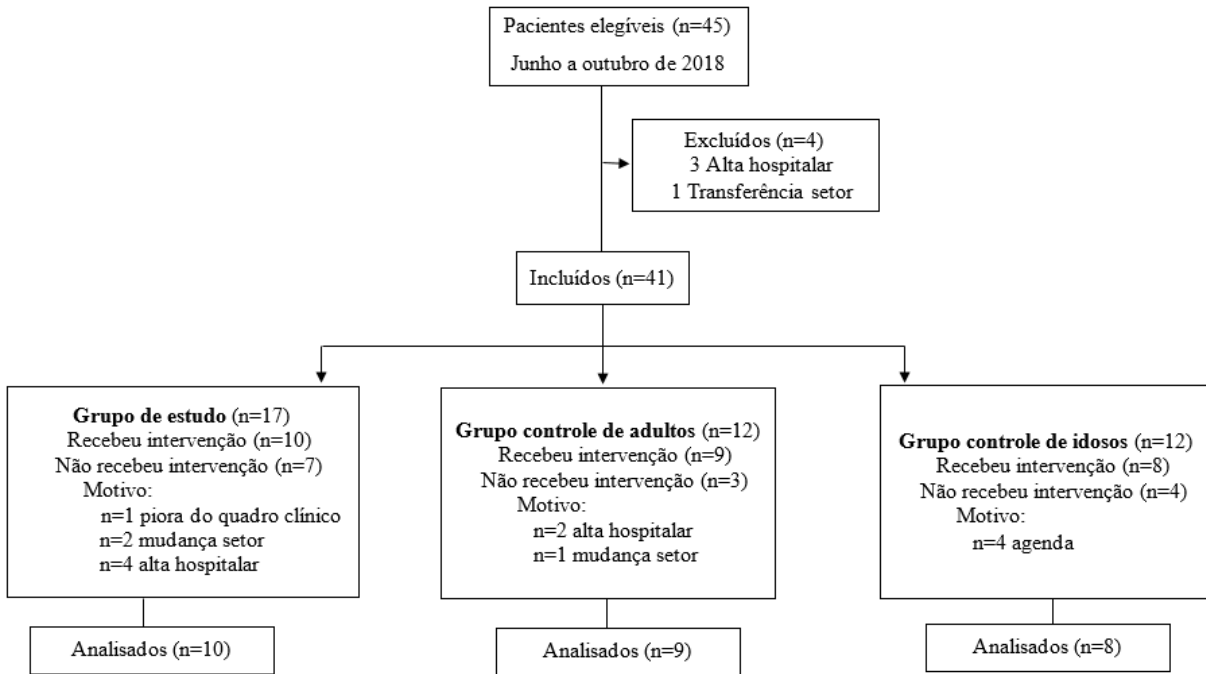 Pacientes elegíveis (n=45)
Junho a outubro de 2018
Excluídos (n=4)
3 Alta hospitalar
1 Transferência setor
Incluídos (n=41)
Grupo de estudo (n=17)
Recebeu intervenção (n=10)
Não recebeu intervenção (n=7)
Motivo:
n=1 piora do quadro clínico
n=2 mudança setor
n=4 alta hospitalar
Grupo controle de adultos (n=12)
Recebeu intervenção (n=9)
Não recebeu intervenção (n=3)
Motivo:
n=2 alta hospitalar
n=1 mudança setor
Grupo controle de idosos (n=12)
Recebeu intervenção (n=8)
Não recebeu intervenção (n=4)
Motivo:
n=4 agenda
Analisados (n=10)
Analisados (n=9)
Analisados (n=8)